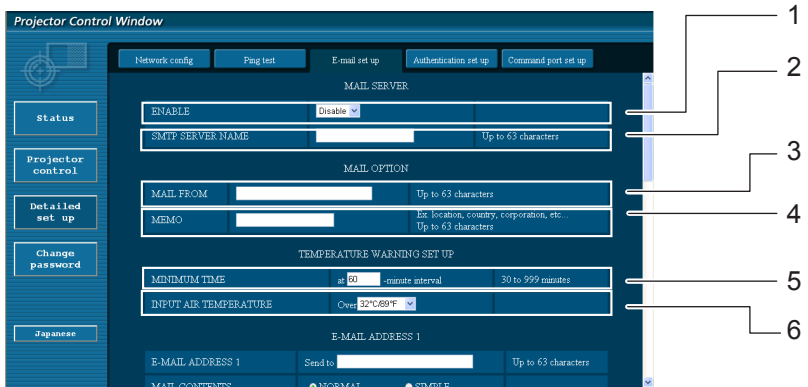 Projector Control Window
Network config
Ping test
E-mail set up
Authentication set up
Command port set up
Status
Projector control
Detailed set up
Change password
Japanese
MAIL SERVER
ENABLE Disable
SMTP SERVER NAME Up to 63 characters
MAIL OPTION
MAIL FROM Up to 63 characters
MEMO Ex. location, country, corporation, etc...
Up to 63 characters
TEMPERATURE WARNING SET UP
MINIMUM TIME at 60 -minute interval 30 to 999 minutes
INPUT AIR TEMPERATURE Over 32°C/89°F
E-MAIL ADDRESS 1
E-MAIL ADDRESS 1 Send to Up to 63 characters
MAIL CONTENTS NORMAL SIMPLE
1
2
3
4
5
6